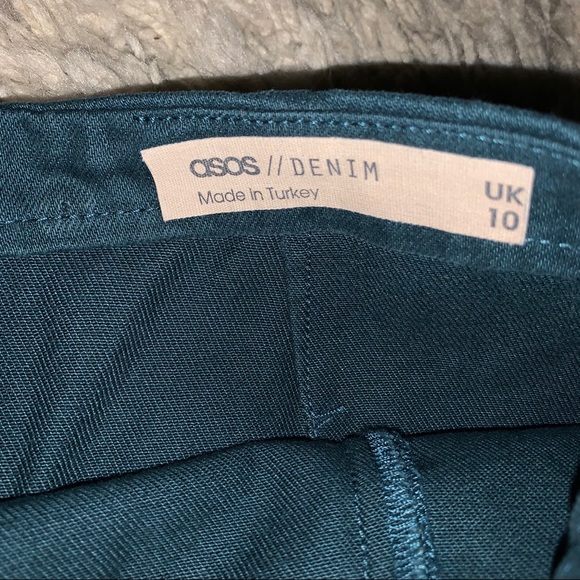 asos // DENIM
Made in Turkey
UK
10